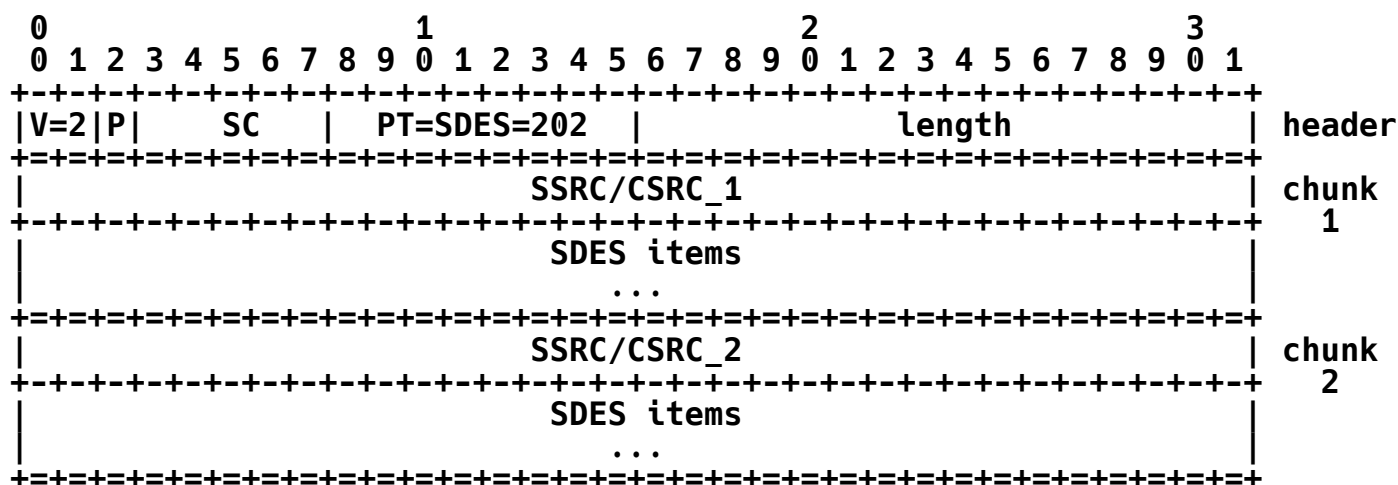 0                   1                   2                   3
 0 1 2 3 4 5 6 7 8 9 0 1 2 3 4 5 6 7 8 9 0 1 2 3 4 5 6 7 8 9 0 1
+-+-+-+-+-+-+-+-+-+-+-+-+-+-+-+-+-+-+-+-+-+-+-+-+-+-+-+-+-+-+-+-+
|V=2|P|    SC   |  PT=SDES=202  |             length            | header
+=+=+=+=+=+=+=+=+=+=+=+=+=+=+=+=+=+=+=+=+=+=+=+=+=+=+=+=+=+=+=+=+
|                          SSRC/CSRC_1                          | chunk
+-+-+-+-+-+-+-+-+-+-+-+-+-+-+-+-+-+-+-+-+-+-+-+-+-+-+-+-+-+-+-+-+   1
|                           SDES items                          |
|                              ...                              |
+=+=+=+=+=+=+=+=+=+=+=+=+=+=+=+=+=+=+=+=+=+=+=+=+=+=+=+=+=+=+=+=+
|                          SSRC/CSRC_2                          | chunk
+-+-+-+-+-+-+-+-+-+-+-+-+-+-+-+-+-+-+-+-+-+-+-+-+-+-+-+-+-+-+-+-+   2
|                           SDES items                          |
|                              ...                              |
+=+=+=+=+=+=+=+=+=+=+=+=+=+=+=+=+=+=+=+=+=+=+=+=+=+=+=+=+=+=+=+=+